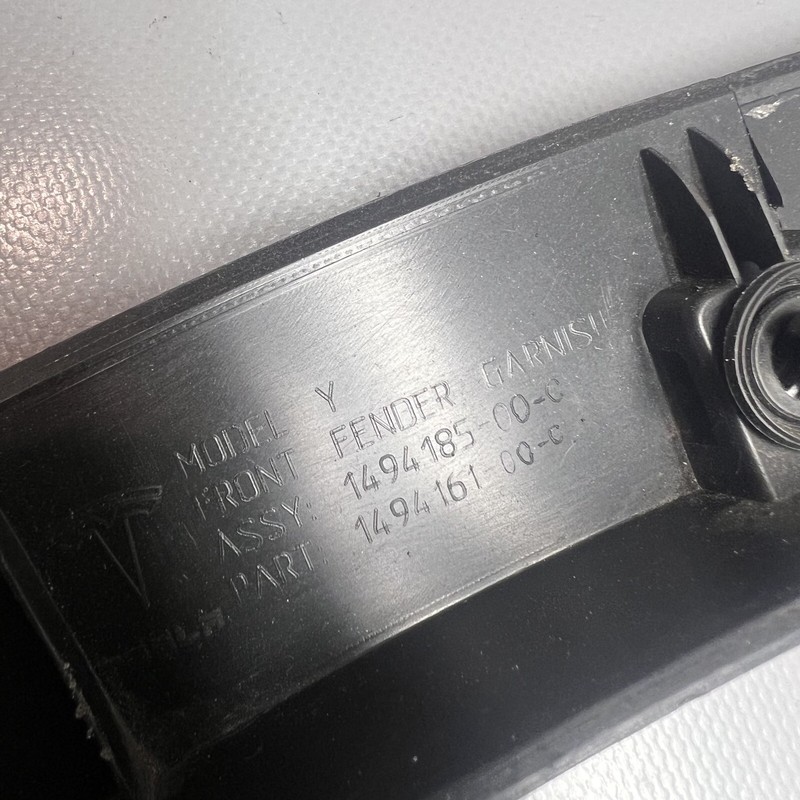 MODEL Y
FRONT FENDER GARNISH
ASSY: 1494185-00-C
PART: 1494161-00-C